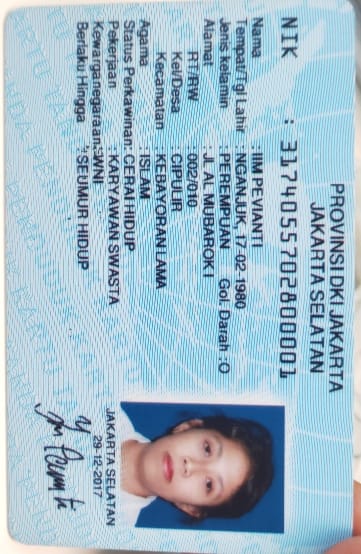 PROVINSI DKI JAKARTA
JAKARTA SELATAN
NIK : 3174055702800001
Nama : IIM PEVIANTI
Tempat/Tgl Lahir : NGANJUK, 17-02-1980
Jenis kelamin : PEREMPUAN Gol. Darah : O
Alamat : JL AL MUBAROK I
RT/RW : 002/010
Kel/Desa : CIPULIR
Kecamatan : KEBAYORAN LAMA
Agama : ISLAM
Status Perkawinan: CERAI HIDUP
Pekerjaan : KARYAWAN SWASTA
Kewarganegaraan: WNI
Berlaku Hingga : SEUMUR HIDUP
JAKARTA SELATAN
29-12-2017